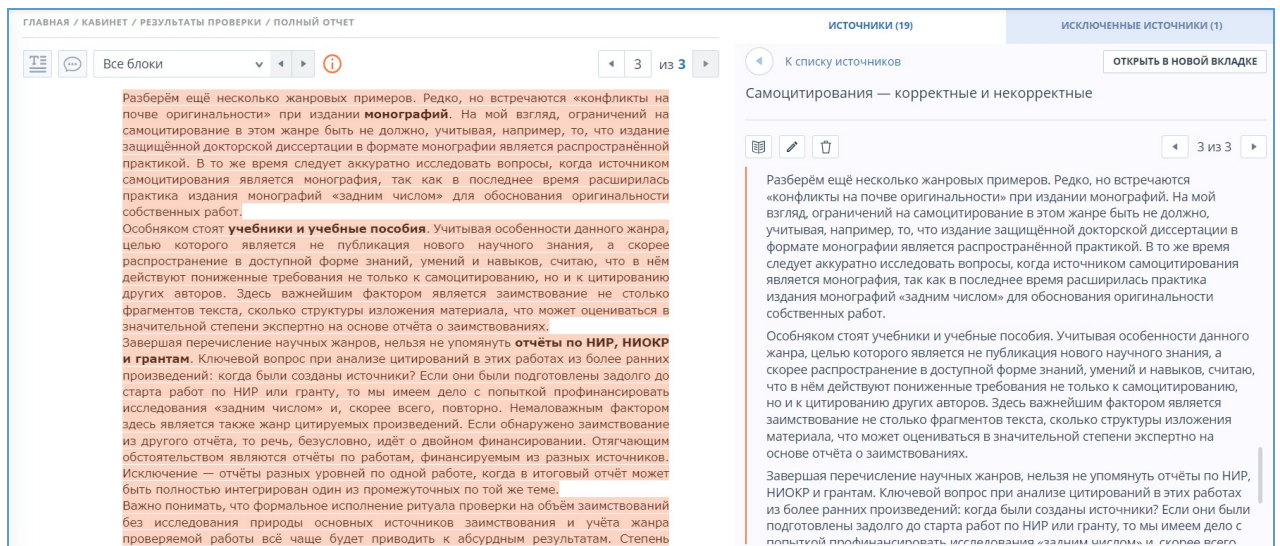 ГЛАВНАЯ / КАБИНЕТ / РЕЗУЛЬТАТЫ ПРОВЕРКИ / ПОЛНЫЙ ОТЧЕТ
Все блоки
3 из 3
Разберём ещё несколько жанровых примеров. Редко, но встречаются «конфликты на
почве оригинальности» при издании монографий. На мой взгляд, ограничений на
самоцитирование в этом жанре быть не должно, учитывая, например, то, что издание
защищённой докторской диссертации в формате монографии является распространённой
практикой. В то же время следует аккуратно исследовать вопросы, когда источником
самоцитирования является монография, так как в последнее время расширилась
практика издания монографий «задним числом» для обоснования оригинальности
собственных работ.
Особняком стоят учебники и учебные пособия. Учитывая особенности данного жанра,
целью которого является не публикация нового научного знания, а скорее
распространение в доступной форме знаний, умений и навыков, считаю, что в нём
действуют пониженные требования не только к самоцитированию, но и к цитированию
других авторов. Здесь важнейшим фактором является заимствование не столько
фрагментов текста, сколько структуры изложения материала, что может оцениваться в
значительной степени экспертно на основе отчёта о заимствованиях.
Завершая перечисление научных жанров, нельзя не упомянуть отчёты по НИР, НИОКР
и грантам. Ключевой вопрос при анализе цитирований в этих работах из более ранних
произведений: когда были созданы источники? Если они были подготовлены задолго до
старта работ по НИР или гранту, то мы имеем дело с попыткой профинансировать
исследования «задним числом» и, скорее всего, повторно. Немаловажным фактором
здесь является также жанр цитируемых произведений. Если обнаружено заимствование
из другого отчёта, то речь, безусловно, идёт о двойном финансировании. Отягчающим
обстоятельством являются отчёты по работам, финансируемым из разных источников.
Исключение — отчёты разных уровней по одной работе, когда в итоговый отчёт может
быть полностью интегрирован один из промежуточных по той же теме.
Важно понимать, что формальное исполнение ритуала проверки на объём заимствований
без исследования природы основных источников заимствования и учёта жанра
проверяемой работы всё чаще будет приводить к абсурдным результатам. Степень
ИСТОЧНИКИ (19)
ИСКЛЮЧЕННЫЕ ИСТОЧНИКИ (1)
К списку источников
ОТКРЫТЬ В НОВОЙ ВКЛАДКЕ
Самоцитирования — корректные и некорректные
3 из 3
Разберём ещё несколько жанровых примеров. Редко, но встречаются
«конфликты на почве оригинальности» при издании монографий. На мой
взгляд, ограничений на самоцитирование в этом жанре быть не должно,
учитывая, например, то, что издание защищённой докторской диссертации в
формате монографии является распространённой практикой. В то же время
следует аккуратно исследовать вопросы, когда источником самоцитирования
является монография, так как в последнее время расширилась практика
издания монографий «задним числом» для обоснования оригинальности
собственных работ.
Особняком стоят учебники и учебные пособия. Учитывая особенности данного
жанра, целью которого является не публикация нового научного знания, а
скорее распространение в доступной форме знаний, умений и навыков, считаю,
что в нём действуют пониженные требования не только к самоцитированию,
но и к цитированию других авторов. Здесь важнейшим фактором является
заимствование не столько фрагментов текста, сколько структуры изложения
материала, что может оцениваться в значительной степени экспертно на
основе отчёта о заимствованиях.
Завершая перечисление научных жанров, нельзя не упомянуть отчёты по НИР,
НИОКР и грантам. Ключевой вопрос при анализе цитирований в этих работах
из более ранних произведений: когда были созданы источники? Если они были
подготовлены задолго до старта работ по НИР или гранту, то мы имеем дело с
попыткой профинансировать исследования «задним числом» и, скорее всего,